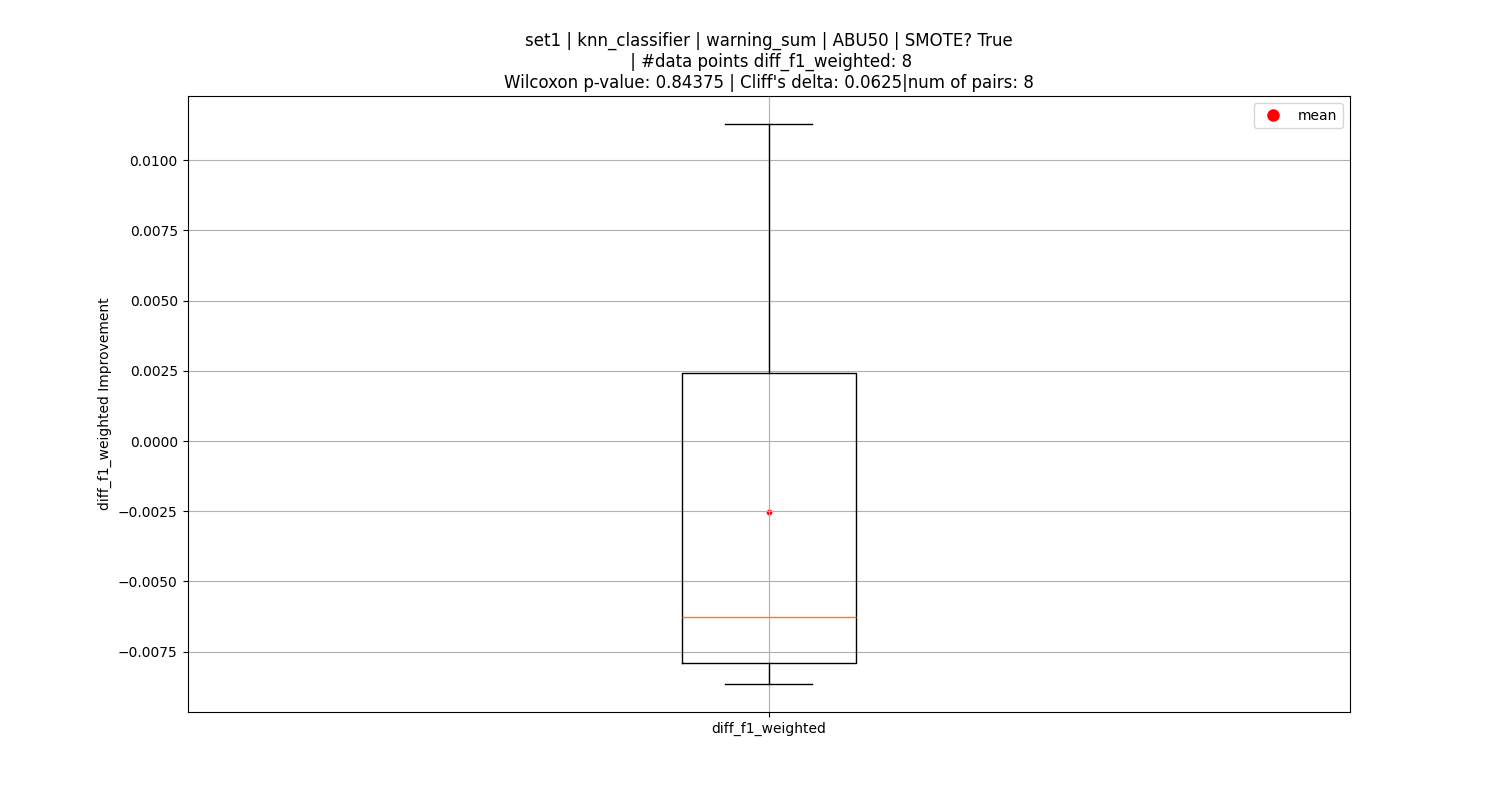 set1 | knn_classifier | warning_sum | ABU50 | SMOTE? True
| #data points diff_f1_weighted: 8
Wilcoxon p-value: 0.84375 | Cliff's delta: 0.0625|num of pairs: 8
mean
0.0100
0.0075
0.0050
0.0025
0.0000
−0.0025
−0.0050
−0.0075
diff_f1_weighted Improvement
diff_f1_weighted